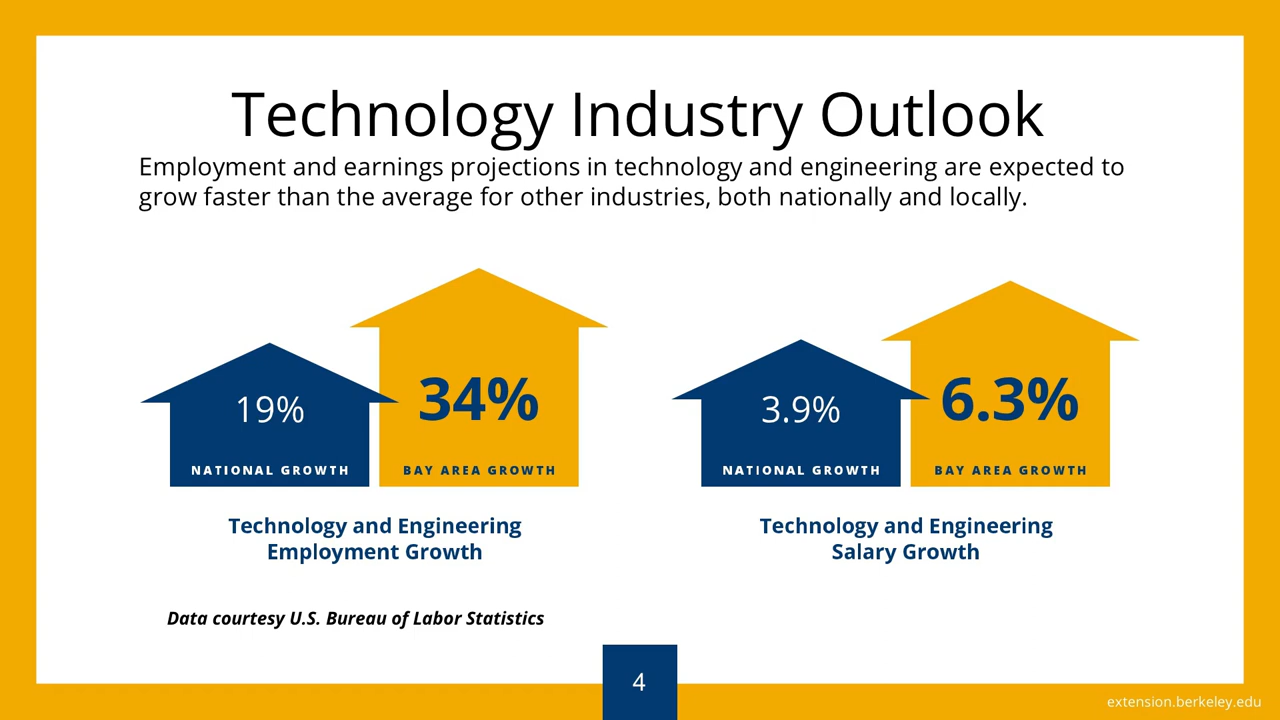 Technology Industry Outlook
Employment and earnings projections in technology and engineering are expected to
grow faster than the average for other industries, both nationally and locally.
19%
NATIONAL GROWTH
34%
BAY AREA GROWTH
Technology and Engineering
Employment Growth
3.9%
NATIONAL GROWTH
6.3%
BAY AREA GROWTH
Technology and Engineering
Salary Growth
Data courtesy U.S. Bureau of Labor Statistics
4
extension.berkeley.edu